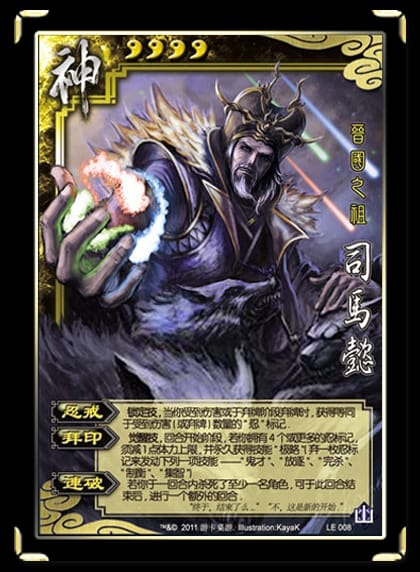 神
晉國之祖
司馬懿
忍戒
锁定技，当你受到伤害或于弃牌阶段弃牌时，获得等同
于受到伤害（或弃牌）数量的“忍”标记．
拜印
觉醒技，回合开始阶段，若你拥有4个或更多的忍标记，
须减1点体力上限，并永久获得技能“极略”（弃一枚忍标
记来发动下列一项技能——“鬼才”、“放逐”、“完杀”、
“制衡”、“集智”）
連破
若你于一回合内杀死了至少一名角色，可于此回合结
束后，进行一个额外的回合．
“终于，结束了么...” “不，这是新的开始.”
™&© 2011 游卡桌游. Illustration:KayaK LE 008